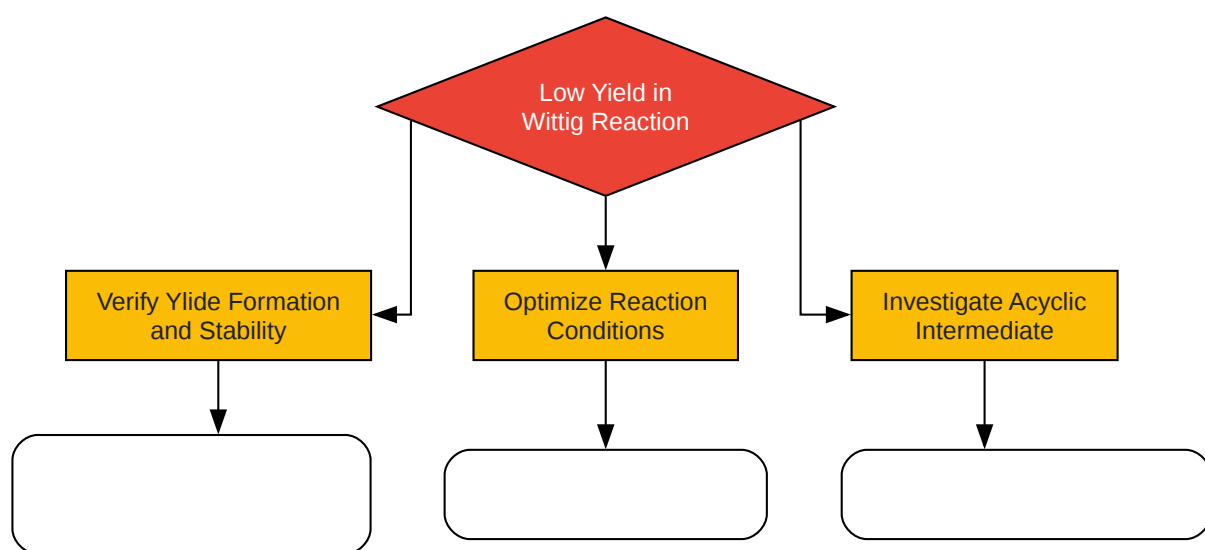 Low Yield in
Wittig Reaction
Verify Ylide Formation
and Stability
Optimize Reaction
Conditions
Investigate Acyclic
Intermediate